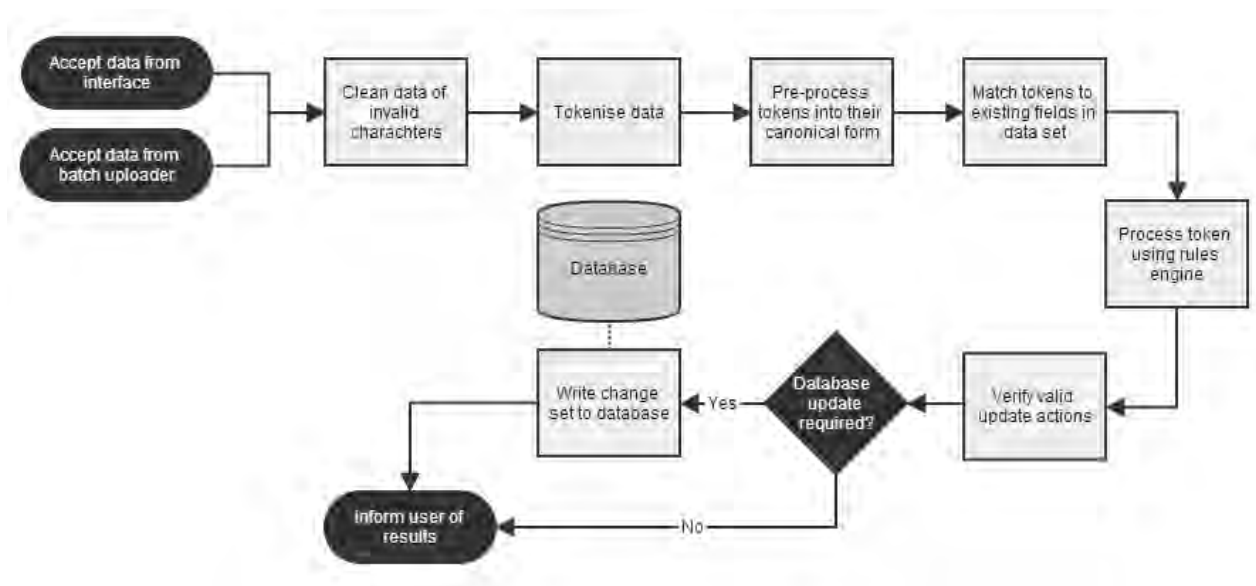 Accept data from
interface
Accept data from
batch uploader
Clean data of
invalid
charachters
Tokenise data
Pre-process
tokens into their
canonical form
Match tokens to
existing fields in
data set
Process token
using rules
engine
Verify valid
update actions
Database
update
required?
Yes
Write change
set to database
Database
No
Inform user of
results